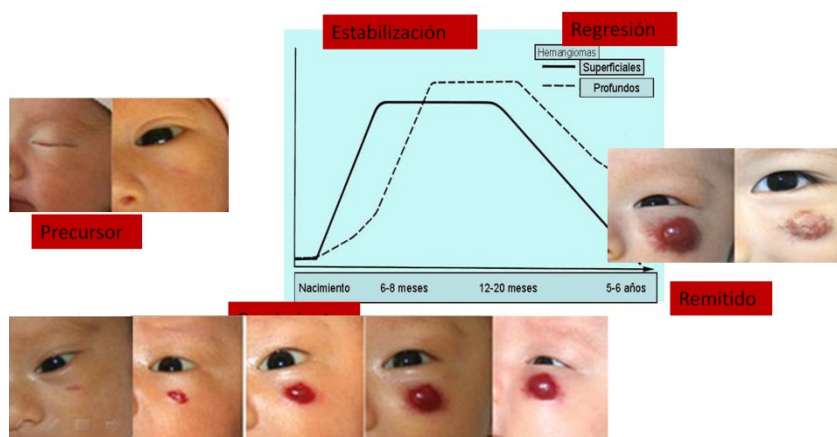 Estabilización
Regresión
Hemangiomas
Superficiales
Profundos
Precursor
Nacimiento
6-8 meses
12-20 meses
5-6 años
Remitido